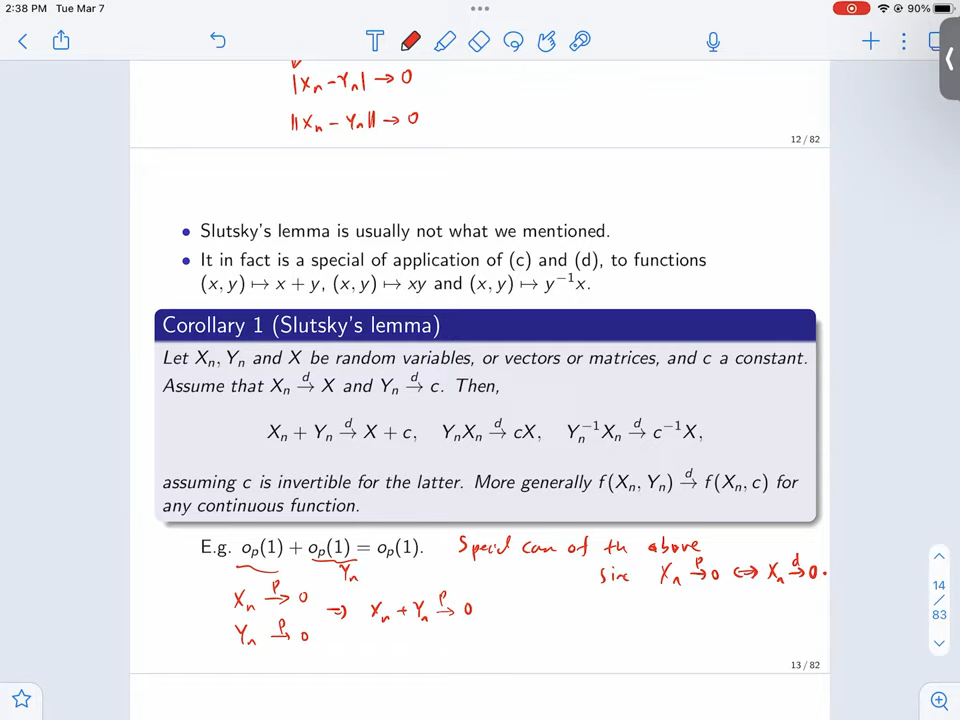 2:38 PM Tue Mar 7
90%
|Xₙ - Yₙ| → 0
||Xₙ - Yₙ|| → 0
12 / 82
• Slutsky's lemma is usually not what we mentioned.
• It in fact is a special of application of (c) and (d), to functions
(x, y) ↦ x + y, (x, y) ↦ xy and (x, y) ↦ y⁻¹x.
Corollary 1 (Slutsky's lemma)
Let Xₙ, Yₙ and X be random variables, or vectors or matrices, and c a constant.
Assume that Xₙ →ᵈ X and Yₙ →ᵈ c. Then,
Xₙ + Yₙ →ᵈ X + c, YₙXₙ →ᵈ cX, Yₙ⁻¹Xₙ →ᵈ c⁻¹X,
assuming c is invertible for the latter. More generally f(Xₙ, Yₙ) →ᵈ f(Xₙ, c) for
any continuous function.
E.g. oₚ(1) + oₚ(1) = oₚ(1). of th above
Yₙ
Xₙ →ᵖ 0 ⟺ Xₙ →ᵈ 0.
Xₙ →ᵖ 0 ⇒ Xₙ + Yₙ →ᵖ 0
Yₙ →ᵖ 0
14
/
83
13 / 82